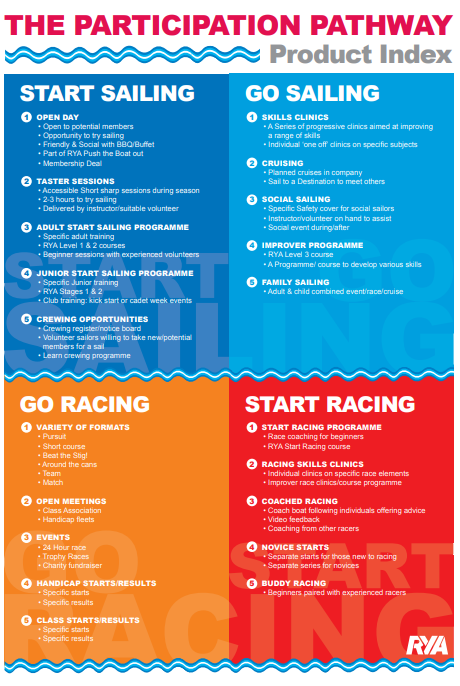 THE PARTICIPATION PATHWAY
Product Index
START SAILING
1 OPEN DAY
• Open to potential members
• Opportunity to try sailing
• Friendly & Social with BBQ/Buffet
• Part of RYA Push the Boat out
• Membership Deal
2 TASTER SESSIONS
• Accessible Short sharp sessions during season
• 2-3 hours to try sailing
• Delivered by instructor/suitable volunteer
3 ADULT START SAILING PROGRAMME
• Specific adult training
• RYA Level 1 & 2 courses
• Beginner sessions with experienced volunteers
4 JUNIOR START SAILING PROGRAMME
• Specific Junior training
• RYA Stages 1 & 2
• Club training: kick start or cadet week events
5 CREWING OPPORTUNITIES
• Crewing register/notice board
• Volunteer sailors willing to take new/potential
members for a sail
• Learn crewing programme
START
SAILING
GO SAILING
1 SKILLS CLINICS
• A Series of progressive clinics aimed at improving
a range of skills
• Individual 'one off' clinics on specific subjects
2 CRUISING
• Planned cruises in company
• Sail to a Destination to meet others
3 SOCIAL SAILING
• Specific Safety cover for social sailors
• Instructor/volunteer on hand to assist
• Social event during/after
4 IMPROVER PROGRAMME
• RYA Level 3 course
• A Programme/ course to develop various skills
5 FAMILY SAILING
• Adult & child combined event/race/cruise
GO
GO RACING
1 VARIETY OF FORMATS
• Pursuit
• Short course
• Beat the Stig!
• Around the cans
• Team
• Match
2 OPEN MEETINGS
• Class Association
• Handicap fleets
3 EVENTS
• 24 Hour race
• Trophy Races
• Charity fundraiser
4 HANDICAP STARTS/RESULTS
• Specific starts
• Specific results
5 CLASS STARTS/RESULTS
• Specific starts
• Specific results
GO
RACING
START RACING
1 START RACING PROGRAMME
• Race coaching for beginners
• RYA Start Racing course
2 RACING SKILLS CLINICS
• Individual clinics on specific race elements
• Improver race clinics/course programme
3 COACHED RACING
• Coach boat following individuals offering advice
• Video feedback
• Coaching from other racers
4 NOVICE STARTS
• Separate starts for those new to racing
• Separate series for novices
5 BUDDY RACING
• Beginners paired with experienced racers
START
RYA